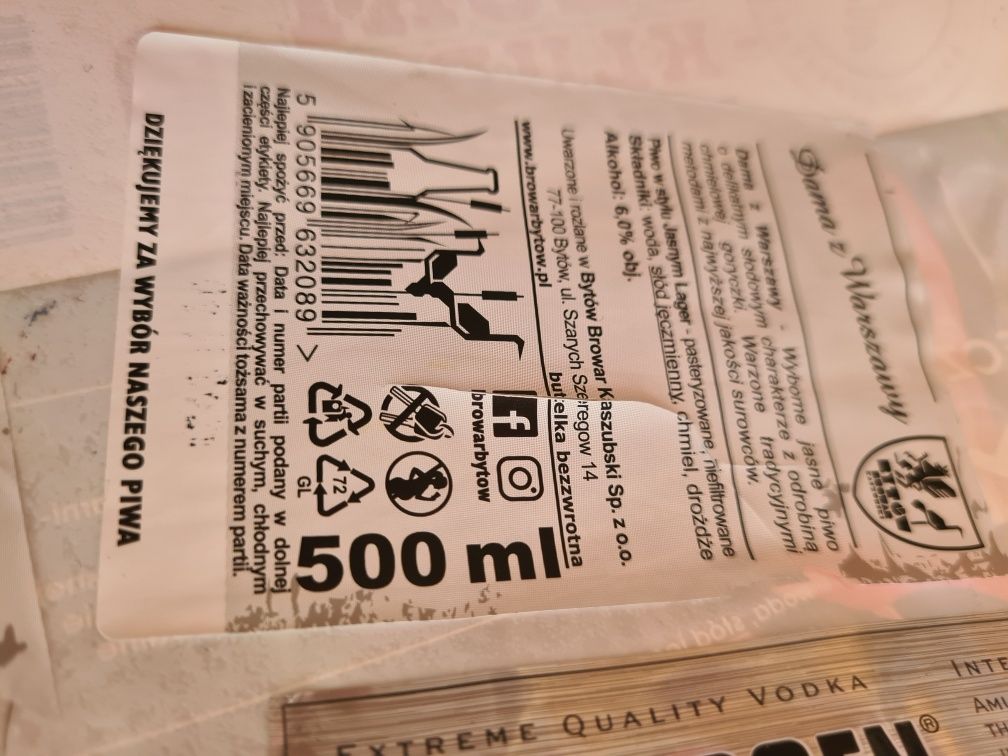 Dama z Warszawy
Dama z Warszawy - Wyborne jasne piwo
o delikatnym słodowym charakterze z odrobiną
chmielowej goryczki. Warzone tradycyjnymi
metodami z najwyższej jakości surowców.
Piwo w stylu Jasnym Lager - pasteryzowane, niefiltrowane
Składniki: woda, słód jęczmienny, chmiel, drożdże
Alkohol: 6,0% obj.
Uwarzone i rozlane w Bytów Browar Kaszubski Sp. z o.o.
77-100 Bytów, ul. Szarych Szeregow 14
www.browarbytow.pl
butelka bezzwrotna
browarbytow
500 ml
72
GL
5 905669 632089 >
Najlepiej spożyć przed: Data i numer partii podany w dolnej
części etykiety. Najlepiej przechowywać w suchym, chłodnym
i zacienionym miejscu. Data ważności tożsama z numerem partii.
DZIĘKUJEMY ZA WYBÓR NASZEGO PIWA
EXTREME QUALITY VODKA